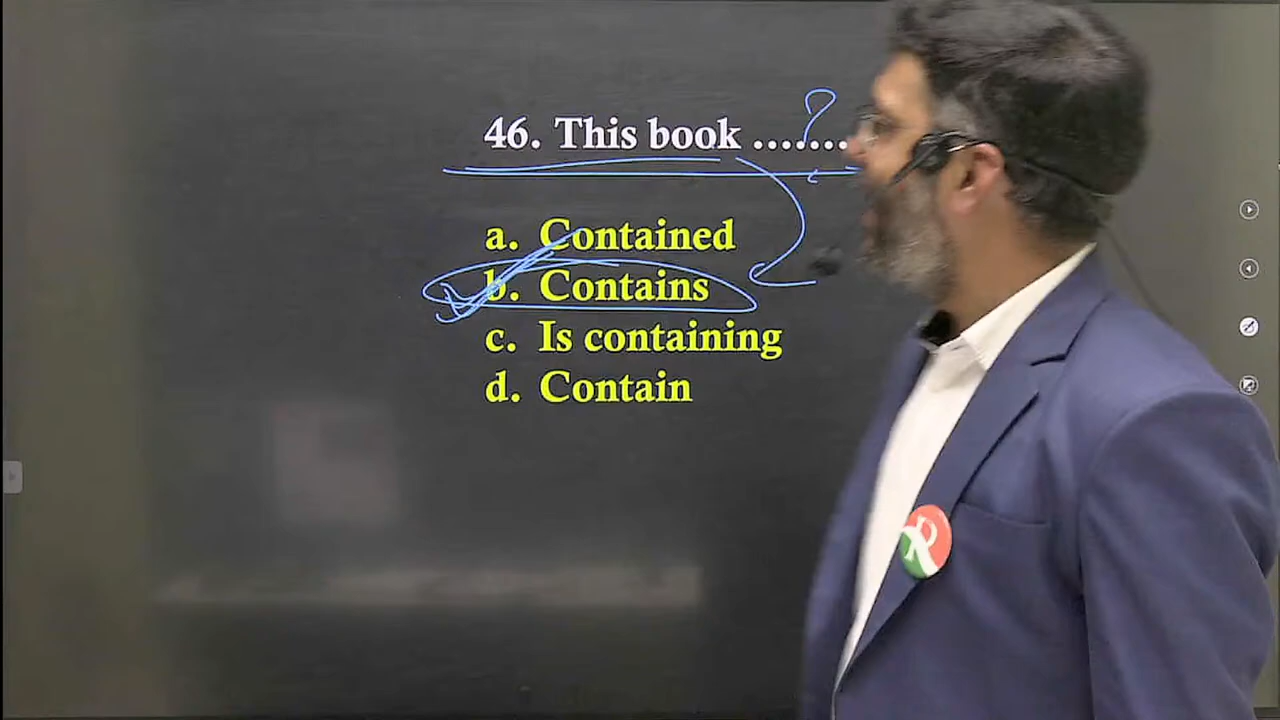 46. This book .......
a. Contained
b. Contains
c. Is containing
d. Contain